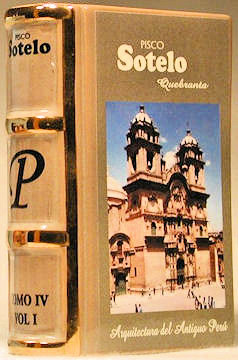 PISCO
Sotelo
P
TOMO IV
VOL I
PISCO
Sotelo
Quebranta
Arquitectura del Antiguo Perú